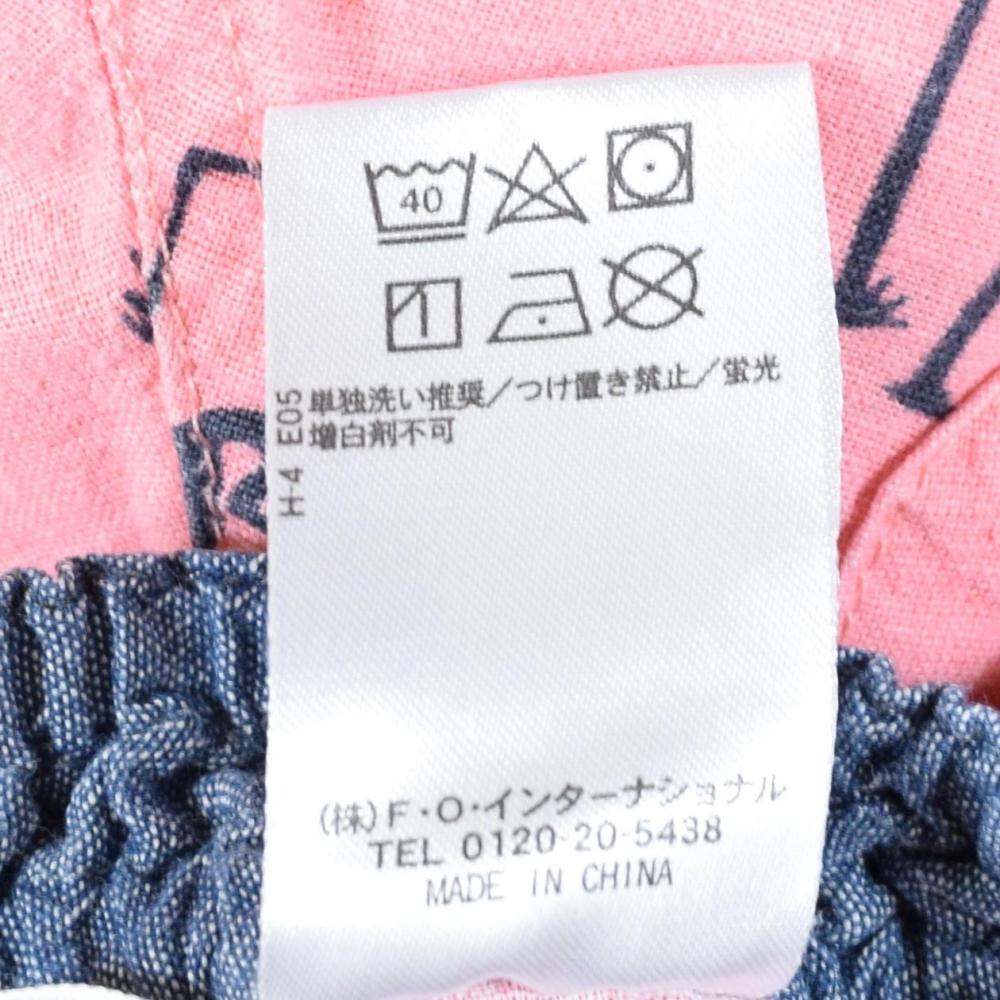 40
単独洗い推奨／つけ置き禁止／蛍光
増白剤不可
H-4 E05
(株)F・O・インターナショナル
TEL 0120-20-5438
MADE IN CHINA